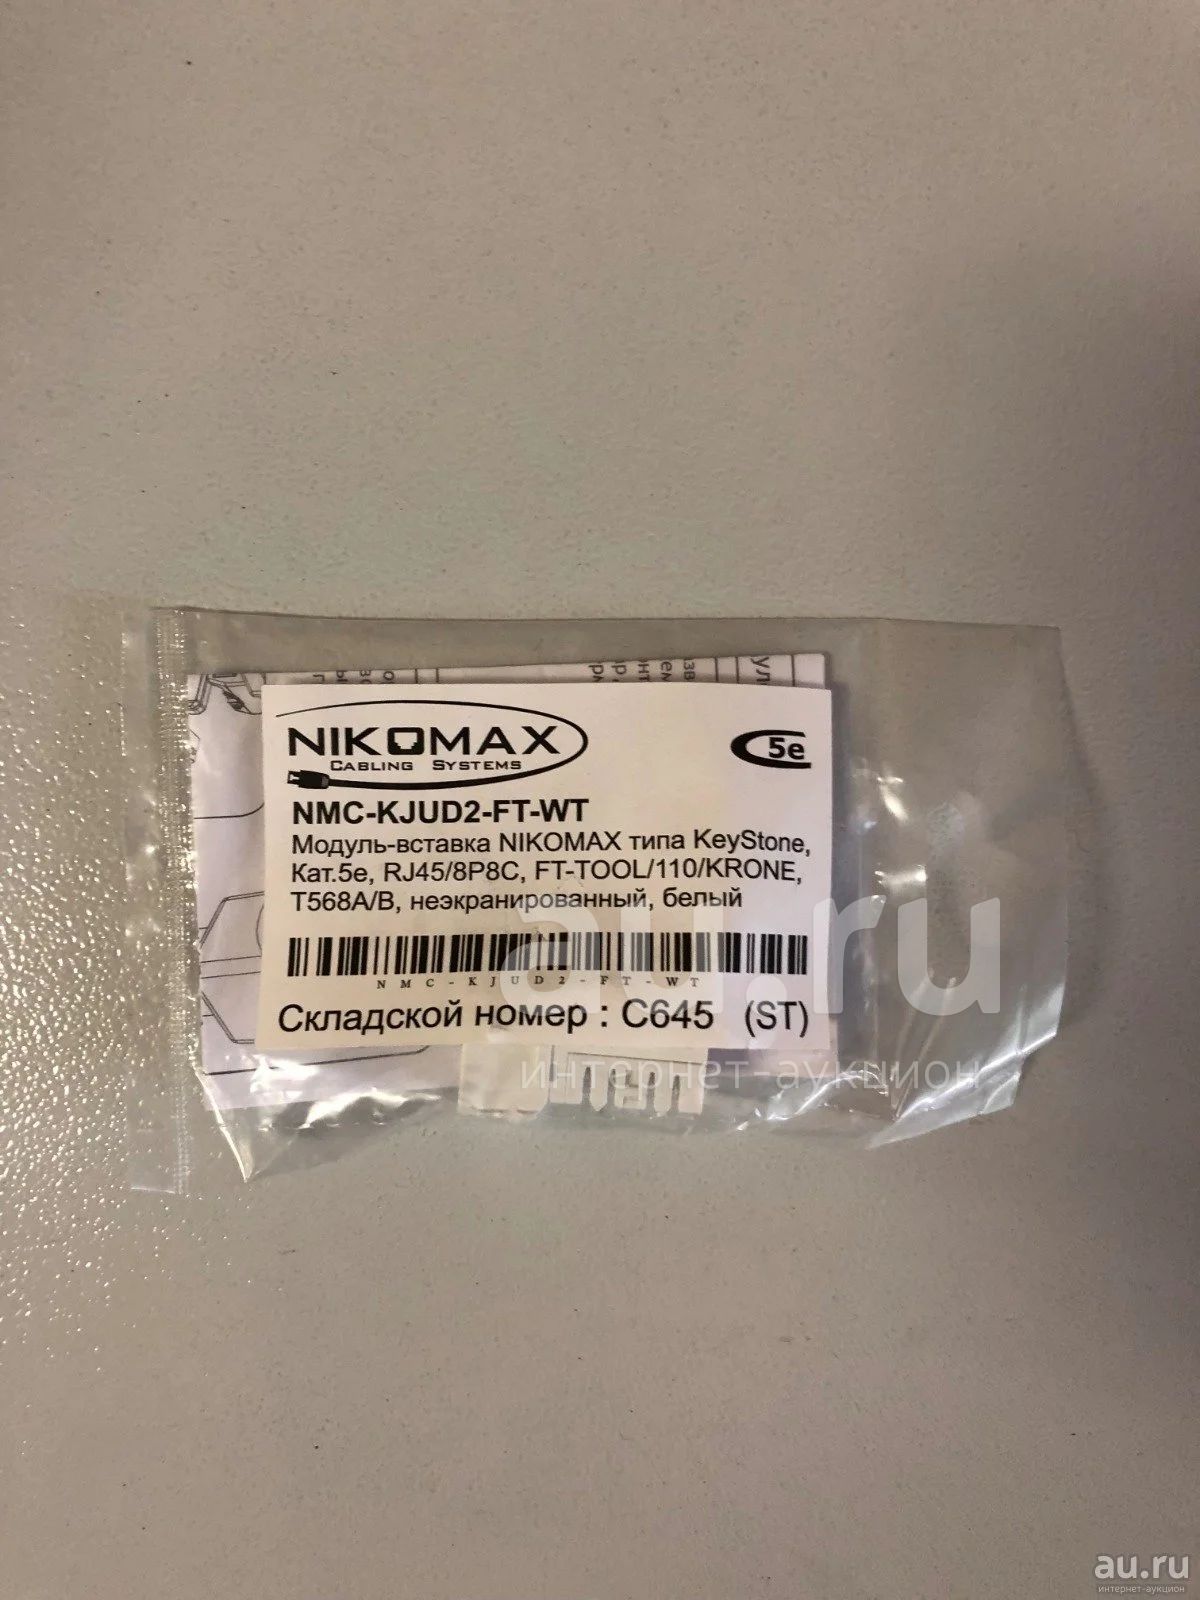 NIKOMAX
CABLING SYSTEMS
5e
NMC-KJUD2-FT-WT
Модуль-вставка NIKOMAX типа KeyStone,
Кат.5e, RJ45/8P8C, FT-TOOL/110/KRONE,
T568A/B, неэкранированный, белый
NMC-KJUD2-FT-WT
Складской номер : C645 (ST)
au.ru
интернет-аукцион
au.ru
интернет-аукцион